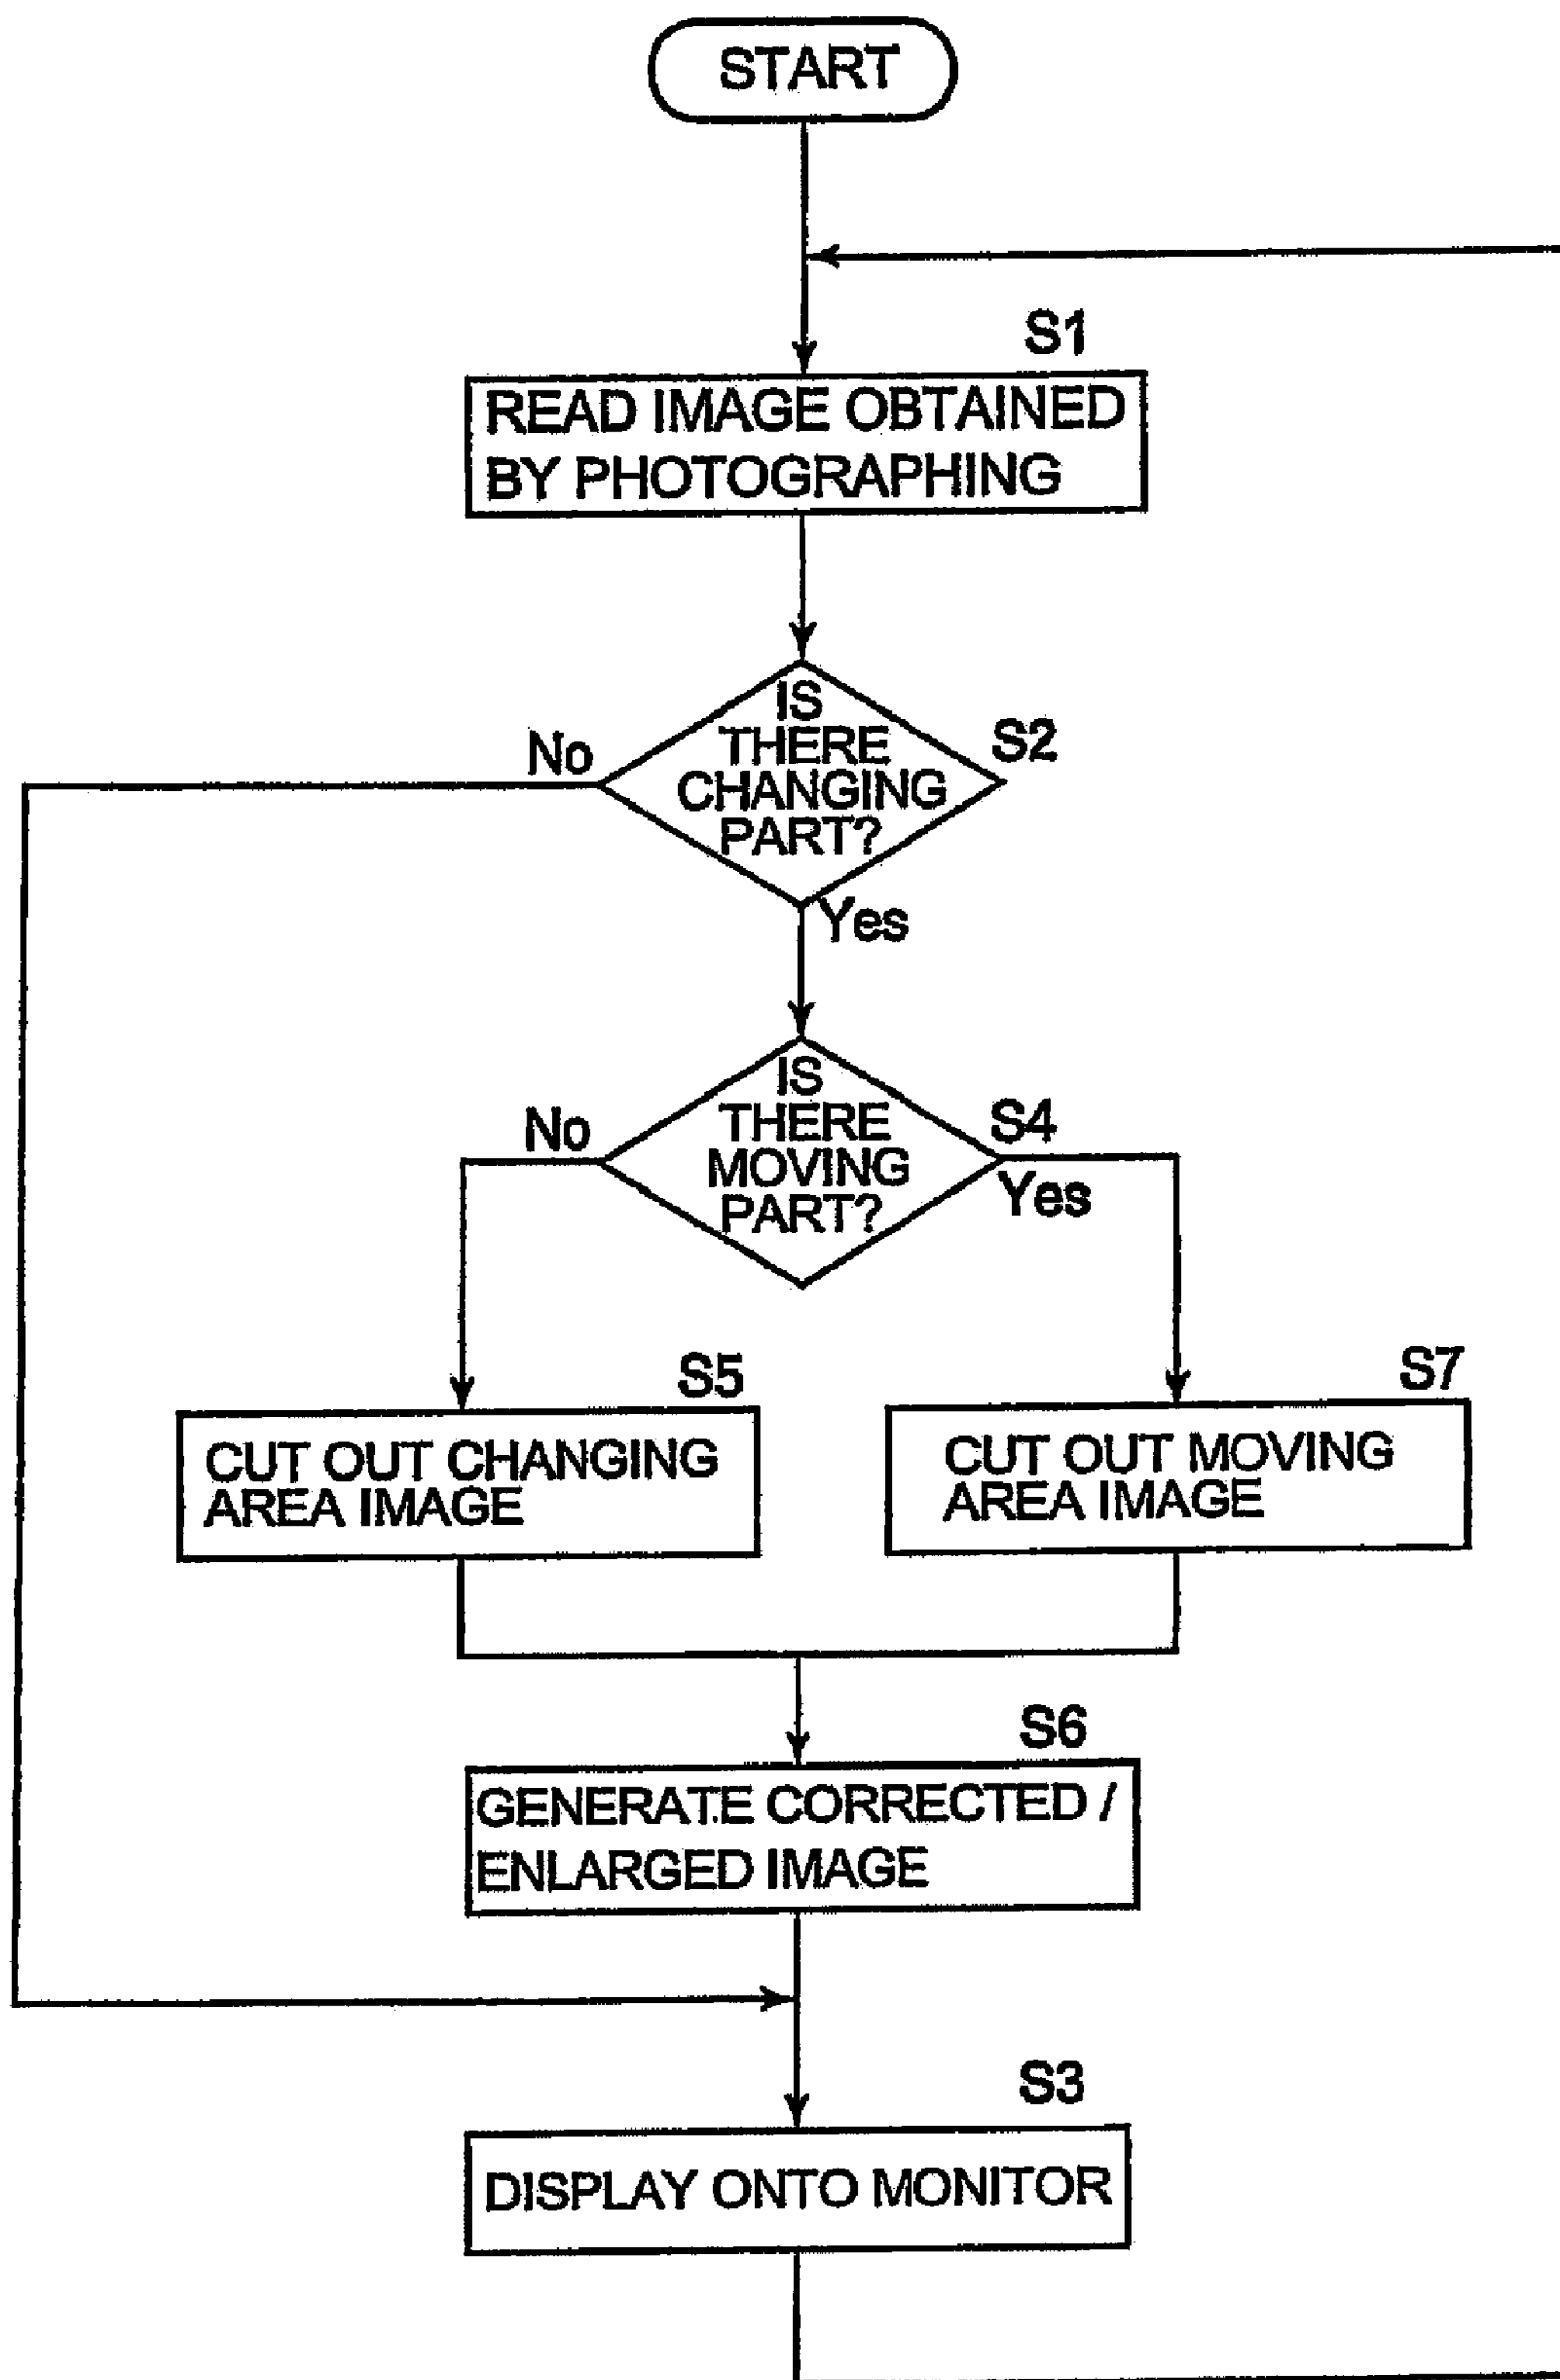 START
S1
READ IMAGE OBTAINED
BY PHOTOGRAPHING
IS
THERE
CHANGING
PART?
S2
No
Yes
IS
THERE
MOVING
PART?
S4
No
Yes
S5
CUT OUT CHANGING
AREA IMAGE
S7
CUT OUT MOVING
AREA IMAGE
S6
GENERATE CORRECTED /
ENLARGED IMAGE
S3
DISPLAY ONTO MONITOR